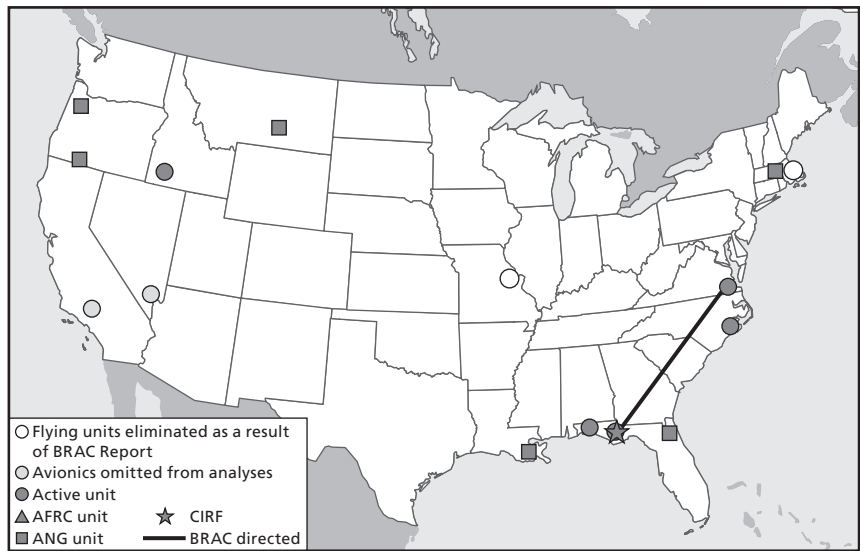 Flying units eliminated as a result
of BRAC Report
Avionics omitted from analyses
Active unit
AFRC unit
CIRF
ANG unit
BRAC directed